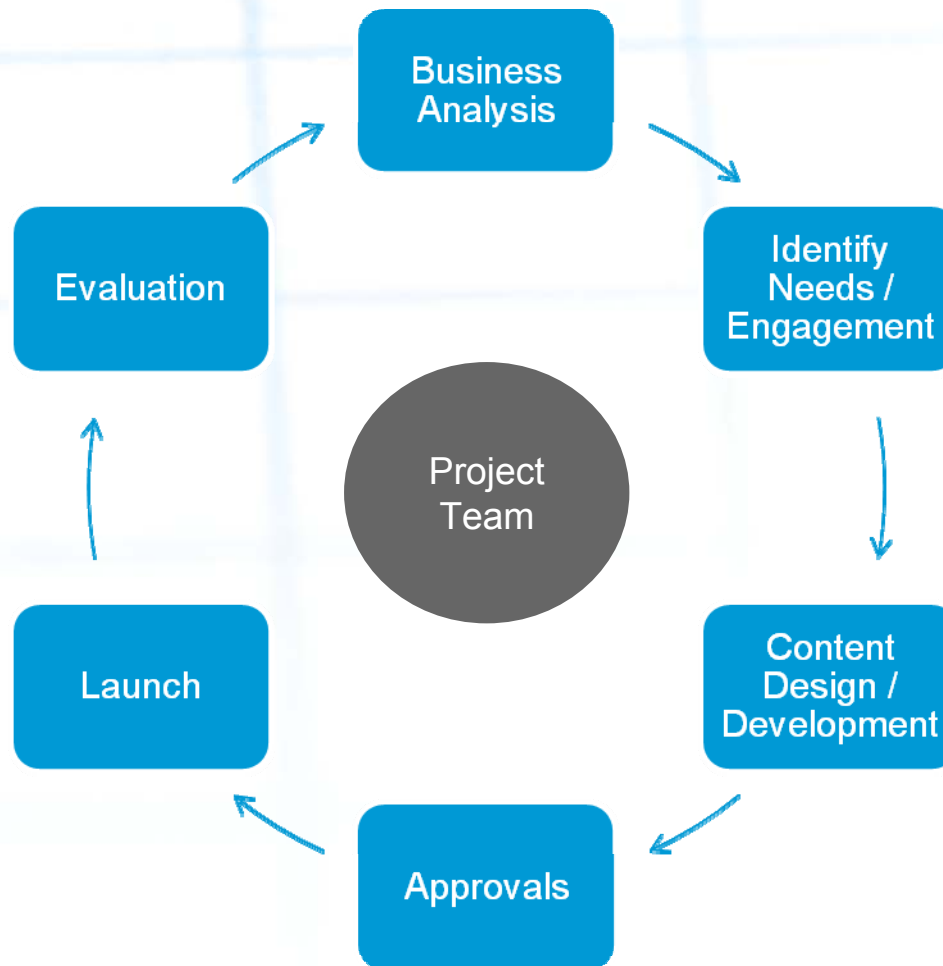 Business
Analysis
Identify
Needs /
Engagement
Evaluation
Project
Team
Content
Design /
Development
Launch
Approvals